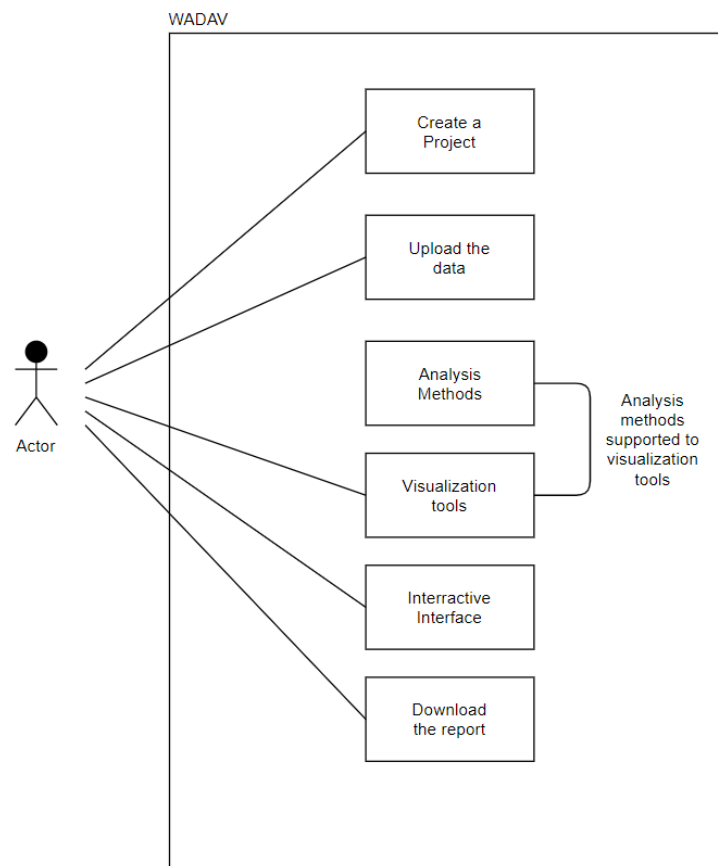 WADAV
Create a
Project
Upload the
data
Analysis
Methods
Analysis
methods
supported to
visualization
tools
Actor
Visualization
tools
Interractive
Interface
Download
the report